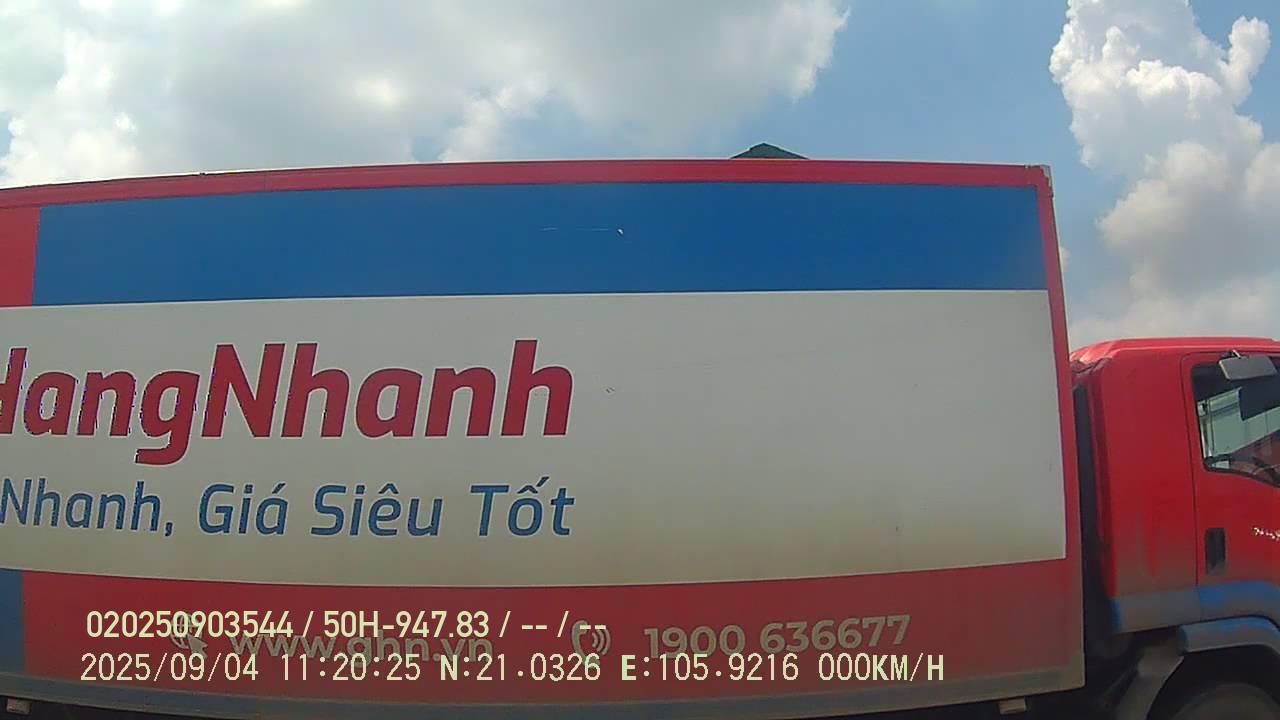 HangNhanh
Nhanh, Giá Siêu Tốt
www.ghn.vn
1900 636677
020250903544 / 50H-947.83 / -- / --
2025/09/04 11:20:25 N:21.0326 E:105.9216 000KM/H